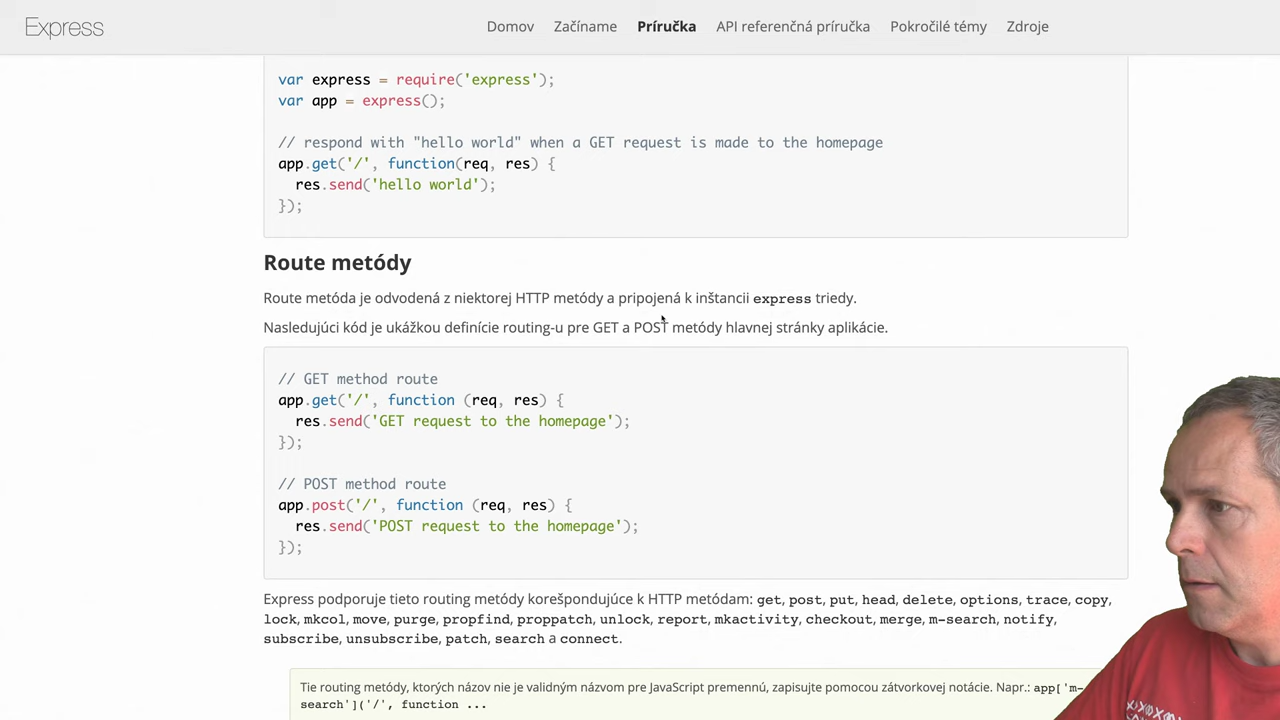 Express
Domov Začíname Príručka API referenčná príručka Pokročilé témy Zdroje
var express = require('express');
var app = express();
// respond with "hello world" when a GET request is made to the homepage
app.get('/', function(req, res) {
  res.send('hello world');
});
Route metódy
Route metóda je odvodená z niektorej HTTP metódy a pripojená k inštancii express triedy.
Nasledujúci kód je ukážkou definície routing-u pre GET a POST metódy hlavnej stránky aplikácie.
// GET method route
app.get('/', function (req, res) {
  res.send('GET request to the homepage');
});
// POST method route
app.post('/', function (req, res) {
  res.send('POST request to the homepage');
});
Express podporuje tieto routing metódy korešpondujúce k HTTP metódam: get, post, put, head, delete, options, trace, copy,
lock, mkcol, move, purge, propfind, proppatch, unlock, report, mkactivity, checkout, merge, m-search, notify,
subscribe, unsubscribe, patch, search a connect.
Tie routing metódy, ktorých názov nie je validným názvom pre JavaScript premennú, zapisujte pomocou zátvorkovej notácie. Napr.: app['m-
search']('/', function ...